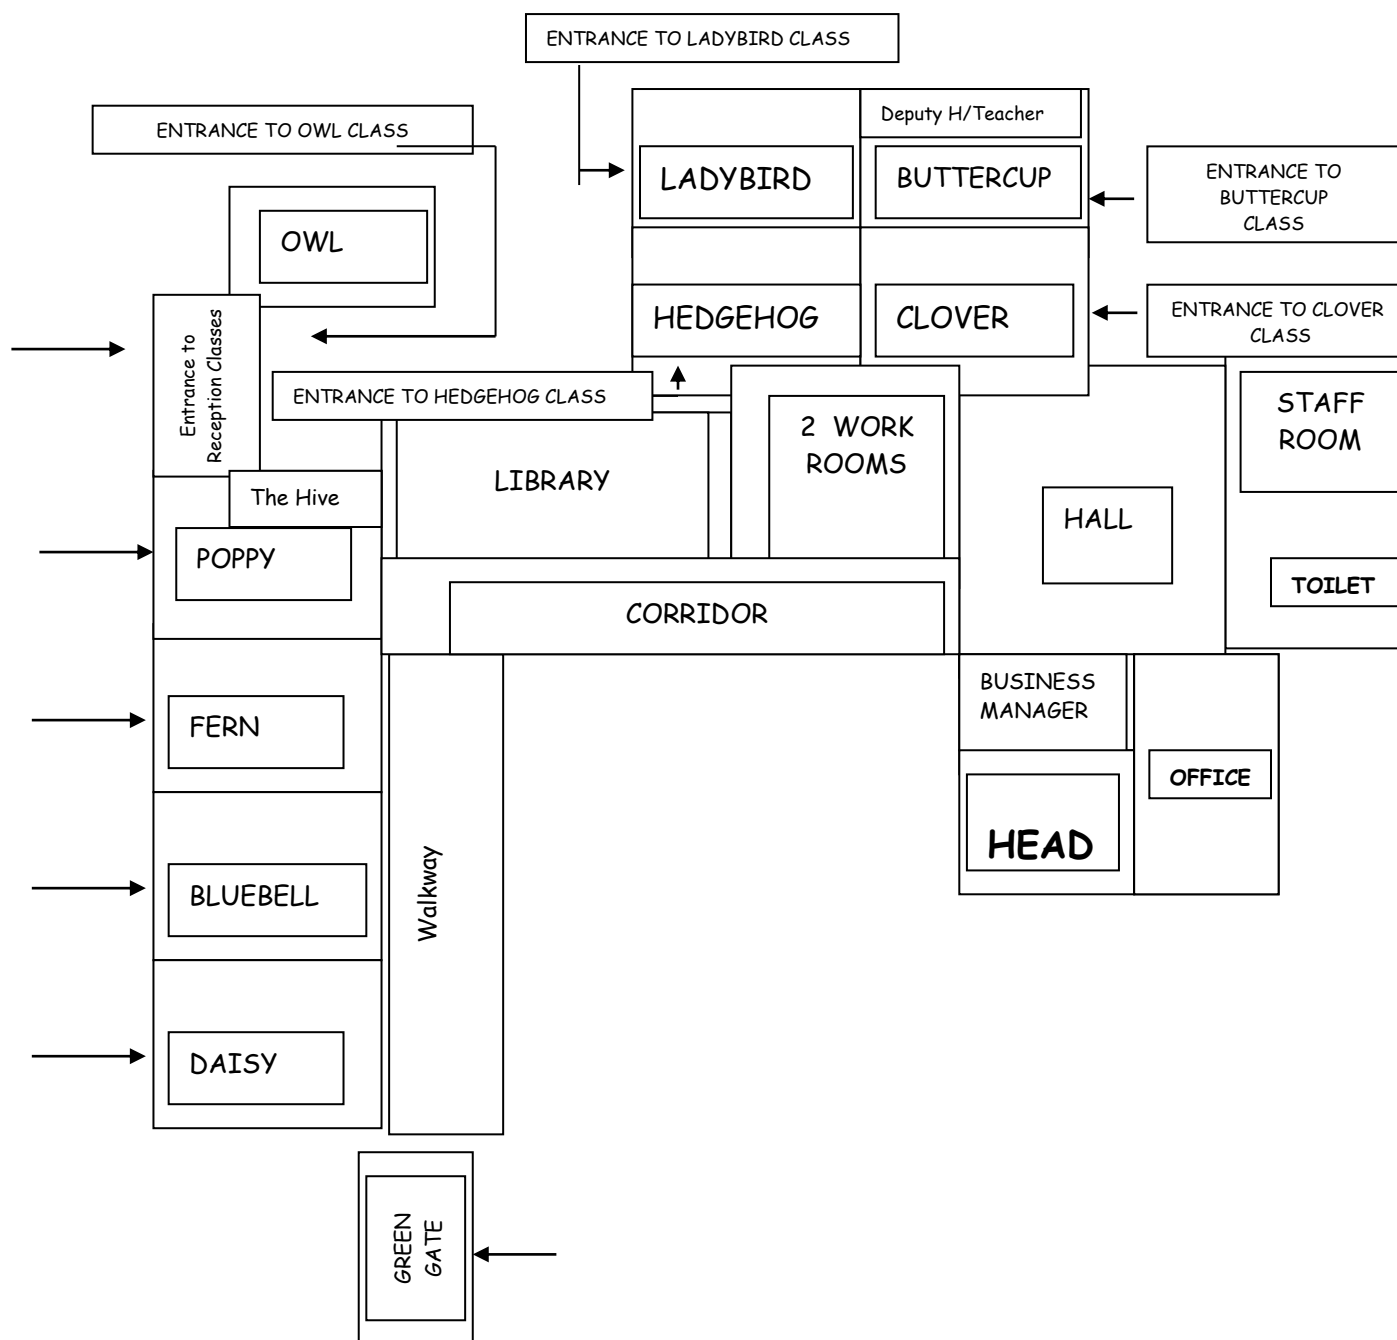 ENTRANCE TO LADYBIRD CLASS
Deputy H/Teacher
ENTRANCE TO OWL CLASS
LADYBIRD
BUTTERCUP
ENTRANCE TO
BUTTERCUP
CLASS
OWL
HEDGEHOG
CLOVER
ENTRANCE TO CLOVER
CLASS
Entrance to
Reception Classes
ENTRANCE TO HEDGEHOG CLASS
STAFF
ROOM
2 WORK
ROOMS
LIBRARY
The Hive
HALL
POPPY
TOILET
CORRIDOR
BUSINESS
MANAGER
FERN
OFFICE
HEAD
BLUEBELL
Walkway
DAISY
GREEN
GATE